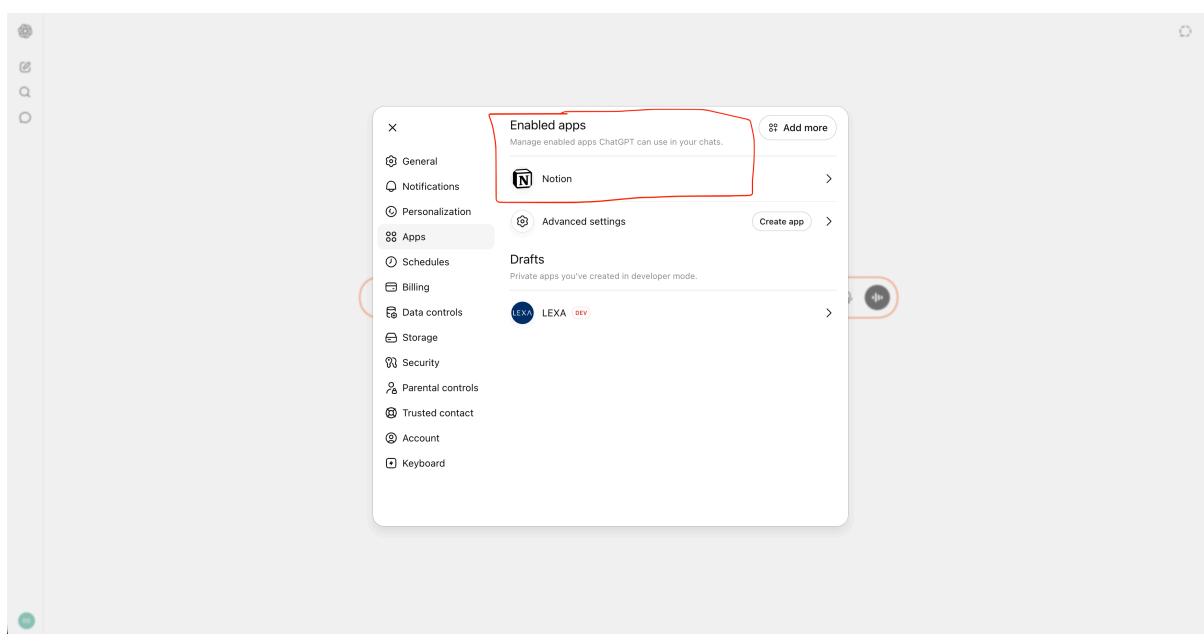 Enabled apps
Add more
Manage enabled apps ChatGPT can use in your chats.
General
Notion
Notifications
Personalization
Advanced settings
Create app
Apps
Schedules
Drafts
Private apps you've created in developer mode.
Billing
Data controls
LEXA
LEXA
DEV
Storage
Security
Parental controls
Trusted contact
Account
Keyboard